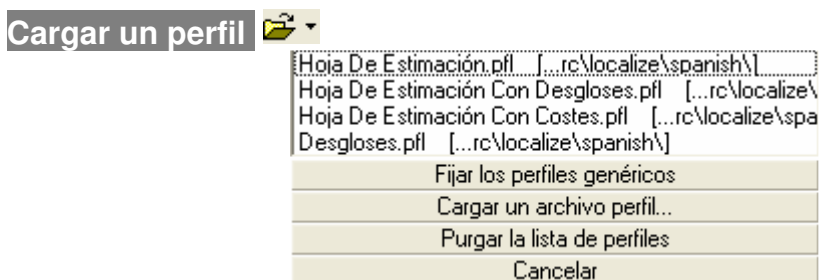 Cargar un perfil
Hoja De Estimación.pfl [...rc\localize\spanish\]
Hoja De Estimación Con Desgloses.pfl [...rc\localize\
Hoja De Estimación Con Costes.pfl [...rc\localize\spa
Desgloses.pfl [...rc\localize\spanish\]
Fijar los perfiles genéricos
Cargar un archivo perfil...
Purgar la lista de perfiles
Cancelar